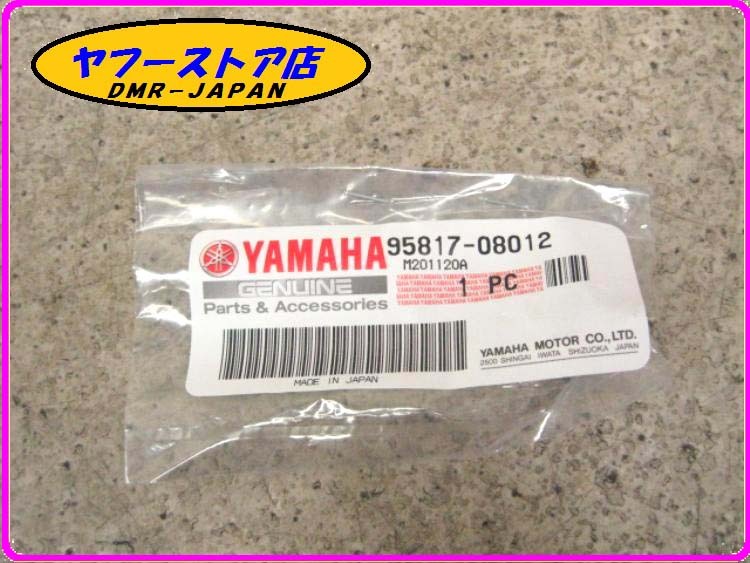 ヤフーストア店
DMR-JAPAN
YAMAHA 95817-08012
GENUINE M201120A
Parts & Accessories 1 PC
YAMAHA MOTOR CO.,LTD.
2500 SHINGAI IWATA SHIZUOKA JAPAN
MADE IN JAPAN